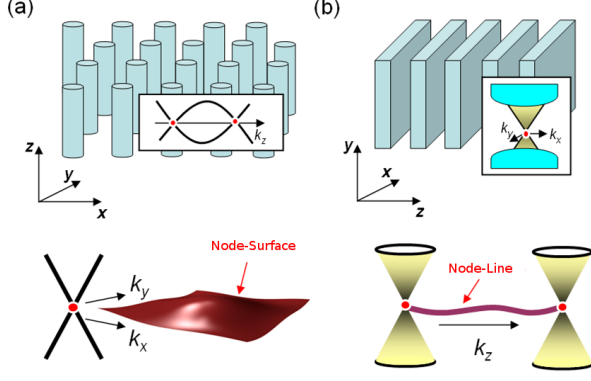 (a)
(b)
k_z
z
y
x
k_y
k_x
y
x
z
Node-Surface
k_y
k_x
Node-Line
k_z